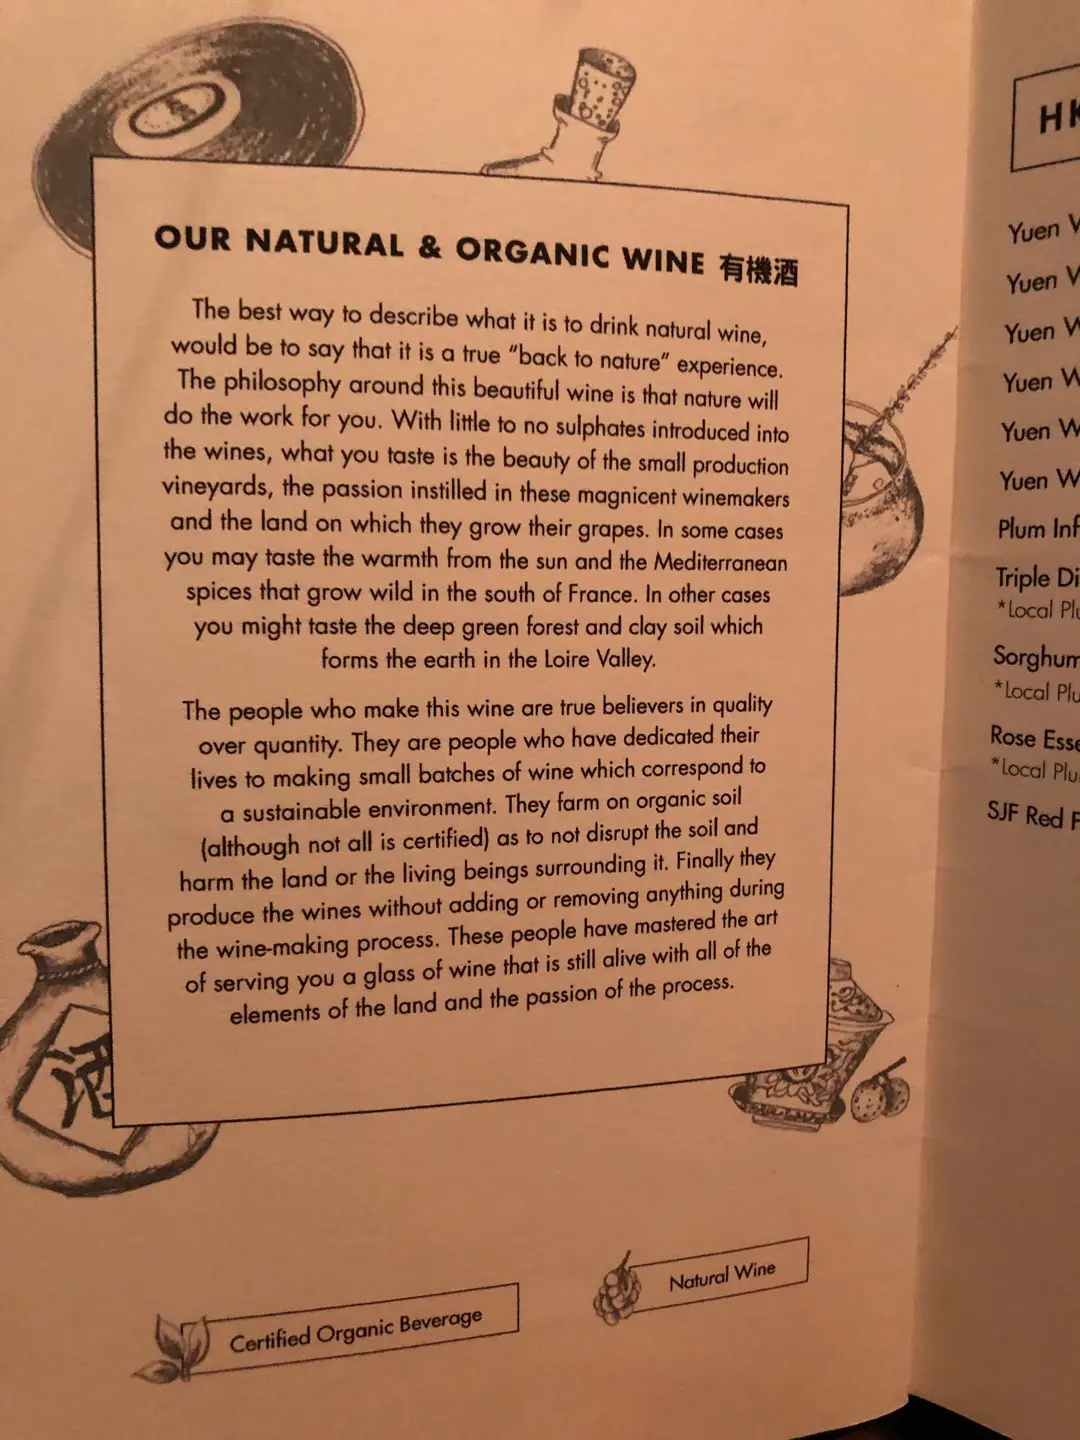 OUR NATURAL & ORGANIC WINE 有機酒
The best way to describe what it is to drink natural wine,
would be to say that it is a true "back to nature" experience.
The philosophy around this beautiful wine is that nature will
do the work for you. With little to no sulphates introduced into
the wines, what you taste is the beauty of the small production
vineyards, the passion instilled in these magnicent winemakers
and the land on which they grow their grapes. In some cases
you may taste the warmth from the sun and the Mediterranean
spices that grow wild in the south of France. In other cases
you might taste the deep green forest and clay soil which
forms the earth in the Loire Valley.
The people who make this wine are true believers in quality
over quantity. They are people who have dedicated their
lives to making small batches of wine which correspond to
a sustainable environment. They farm on organic soil
(although not all is certified) as to not disrupt the soil and
harm the land or the living beings surrounding it. Finally they
produce the wines without adding or removing anything during
the wine-making process. These people have mastered the art
of serving you a glass of wine that is still alive with all of the
elements of the land and the passion of the process.
酒
Certified Organic Beverage
Natural Wine
HK
Yuen
Yuen
Yuen
Yuen
Yuen
Yuen
Plum
Triple
*Local
Sorghum
*Local
Rose
*Local
SJF Red